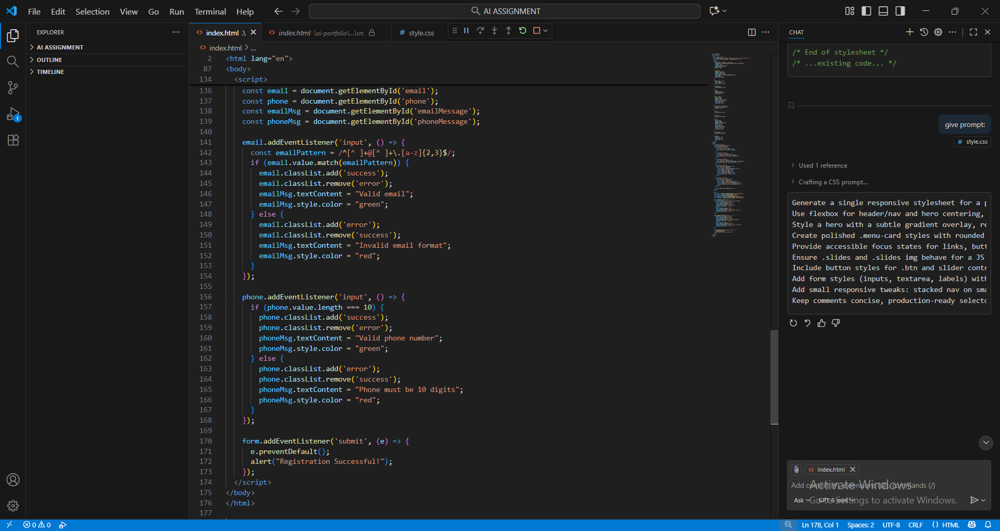 File Edit Selection View Go Run Terminal Help
AI ASSIGNMENT
EXPLORER
AI ASSIGNMENT
OUTLINE
TIMELINE
1
index.html .\
index.html \ai-portfolio\...\src
# style.css
index.html > ...
2 <html lang="en">
87 <body>
134 <script>
136 const email = document.getElementById('email');
137 const phone = document.getElementById('phone');
138 const emailMsg = document.getElementById('emailMessage');
139 const phoneMsg = document.getElementById('phoneMessage');
140
141 email.addEventListener('input', () => {
142 const emailPattern = /^[^ ]+@[^ ]+\.[a-z]{2,3}$/;
143 if (email.value.match(emailPattern)) {
144 email.classList.add('success');
145 email.classList.remove('error');
146 emailMsg.textContent = "Valid email";
147 emailMsg.style.color = "green";
148 } else {
149 email.classList.add('error');
150 email.classList.remove('success');
151 emailMsg.textContent = "Invalid email format";
152 emailMsg.style.color = "red";
153 }
154 });
155
156 phone.addEventListener('input', () => {
157 if (phone.value.length === 10) {
158 phone.classList.add('success');
159 phone.classList.remove('error');
160 phoneMsg.textContent = "Valid phone number";
161 phoneMsg.style.color = "green";
162 } else {
163 phone.classList.add('error');
164 phone.classList.remove('success');
165 phoneMsg.textContent = "Phone must be 10 digits";
166 phoneMsg.style.color = "red";
167 }
168 });
169
170 form.addEventListener('submit', (e) => {
171 e.preventDefault();
172 alert("Registration Successful!");
173 });
174 </script>
175 </body>
176 </html>
177
CHAT
/* End of stylesheet */
/* ...existing code... */
give prompt:
# style.css
Used 1 reference
Crafting a CSS prompt...
Generate a single responsive stylesheet for a p
Use flexbox for header/nav and hero centering,
Style a hero with a subtle gradient overlay, re
Create polished .menu-card styles with rounded
Provide accessible focus states for links, butt
Ensure .slides and .slides img behave for a JS
Include button styles for .btn and slider contr
Add form styles (inputs, textarea, labels) with
Add small responsive tweaks: stacked nav on sma
Keep comments concise, production-ready selecto
index.html
Add context (#), extensions (@), commands (/)
Activate Windows
Ask GPT-5 mini
Go to Settings to activate Windows.
0 0
Ln 178, Col 1 Spaces: 2 UTF-8 CRLF {} HTML